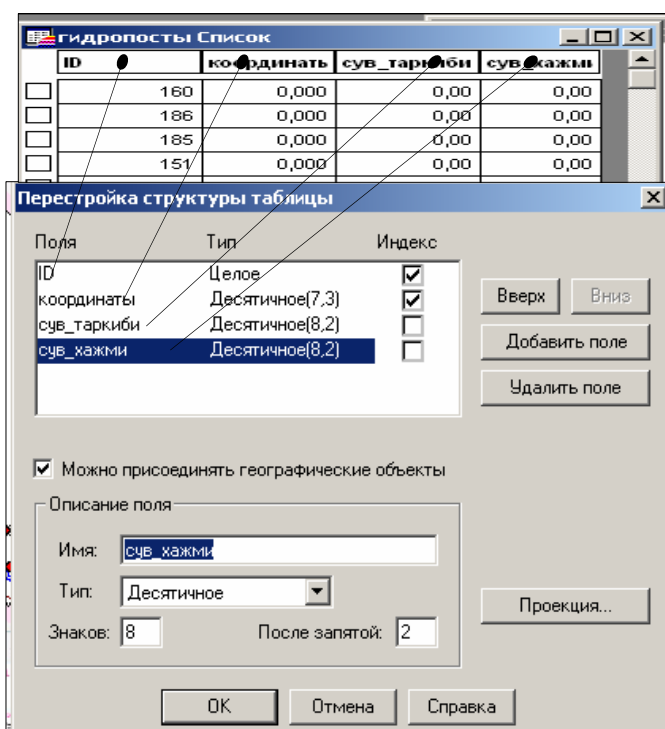 гидропосты Список
ID координать сув_таркиби сув_хажми
160 0,000 0,00 0,00
186 0,000 0,00 0,00
185 0,000 0,00 0,00
151 0,000 0,00 0,00
Перестройка структуры таблицы
Поля Тип Индекс
ID Целое
координаты Десятичное(7,3)
сув_таркиби Десятичное(8,2)
сув_хажми Десятичное(8,2)
Вверх Вниз
Добавить поле
Удалить поле
Можно присоединять географические объекты
Описание поля
Имя: сув_хажми
Тип: Десятичное
Знаков: 8 После запятой: 2
Проекция...
OK Отмена Справка